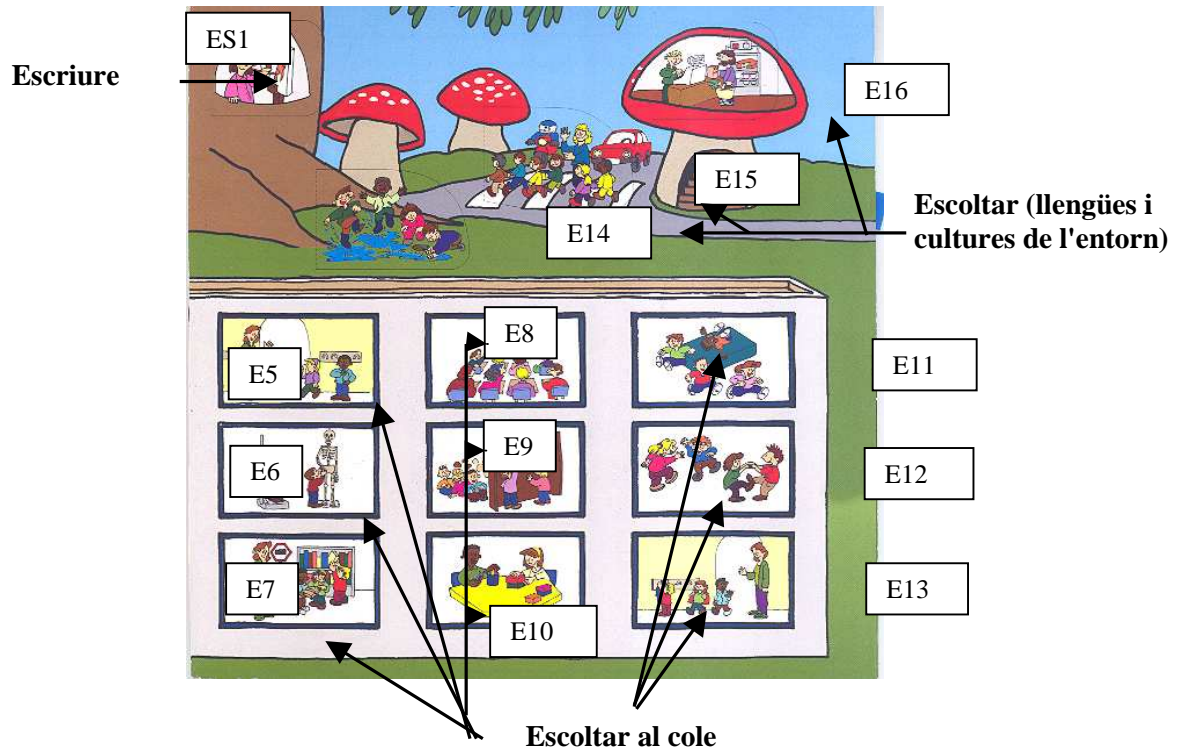 ES1
Escriure
E16
E15
Escoltar (llengües i
cultures de l'entorn)
E14
E8
E5
E11
E9
E6
E12
E7
E10
E13
Escoltar al cole